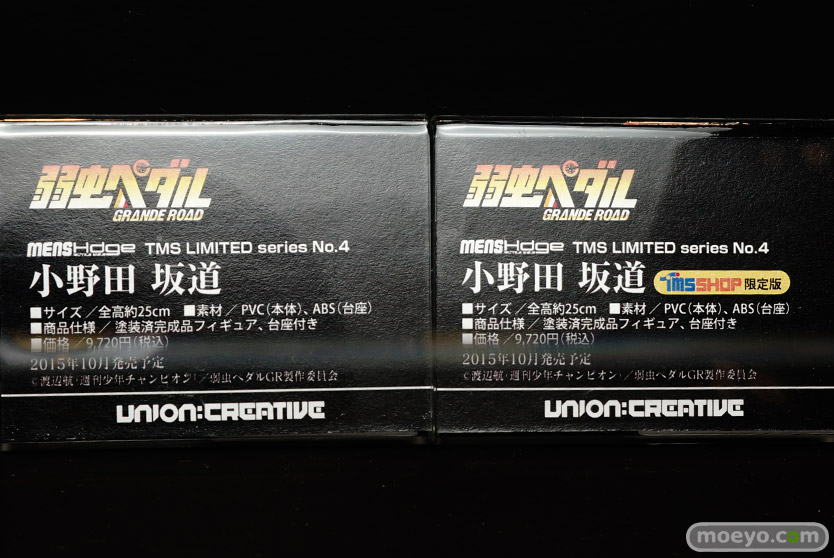 弱虫ペダル
GRANDE ROAD
MENS Hdge TMS LIMITED series No.4
小野田 坂道
■サイズ／全高約25cm ■素材／PVC(本体)、ABS(台座)
■商品仕様／塗装済完成品フィギュア、台座付き
■価格／9,720円(税込)
2015年10月発売予定
©渡辺航(週刊少年チャンピオン)／弱虫ペダルGR製作委員会
UNION:CREATIVE
弱虫ペダル
GRANDE ROAD
MENS Hdge TMS LIMITED series No.4
小野田 坂道 TMSSHOP 限定版
■サイズ／全高約25cm ■素材／PVC(本体)、ABS(台座)
■商品仕様／塗装済完成品フィギュア、台座付き
■価格／9,720円(税込)
2015年10月発売予定
©渡辺航(週刊少年チャンピオン)／弱虫ペダルGR製作委員会
UNION:CREATIVE
moeyo.com